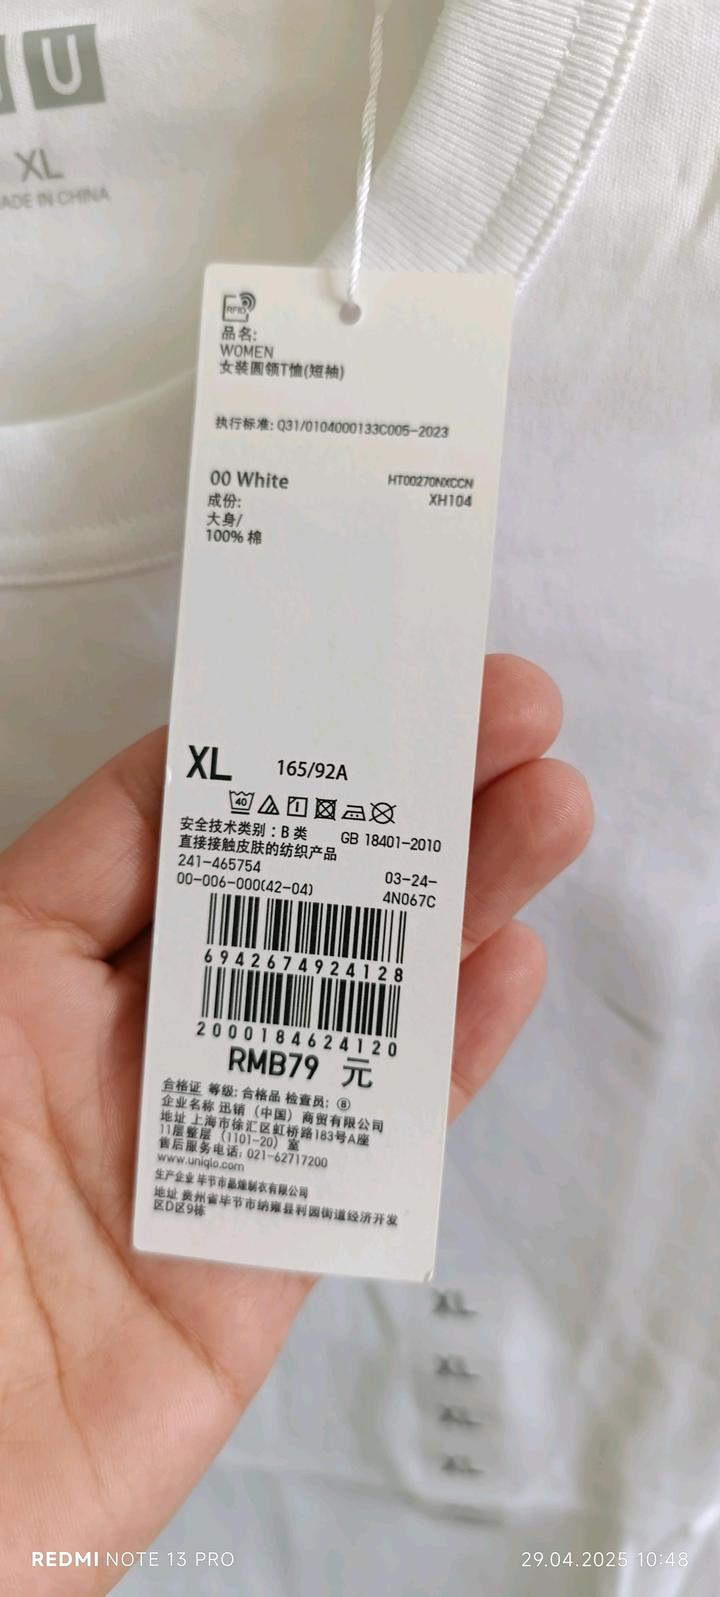 U
XL
ADE IN CHINA
RFID
品名:
WOMEN
女装圆领T恤(短袖)
执行标准: Q31/0104000133C005-2023
00 White
HT00270NXCCN
成份:
XH104
大身/
100% 棉
XL 165/92A
40
安全技术类别：B 类 GB 18401-2010
直接接触皮肤的纺织产品
241-465754 03-24-
00-006-000(42-04) 4N067C
6942674924128
2000184624120
RMB79 元
合格证 等级: 合格品 检查员: ⑧
企业名称 迅销（中国）商贸有限公司
地址 上海市徐汇区虹桥路183号A座
11层整层（1101-20）室
售后服务电话: 021-62717200
www.uniqlo.com
生产企业 毕节市晶煌制衣有限公司
地址 贵州省毕节市纳雍县利园街道经济开发
区D区9栋
XL
XL
XL
XL
REDMI NOTE 13 PRO
29.04.2025 10:48